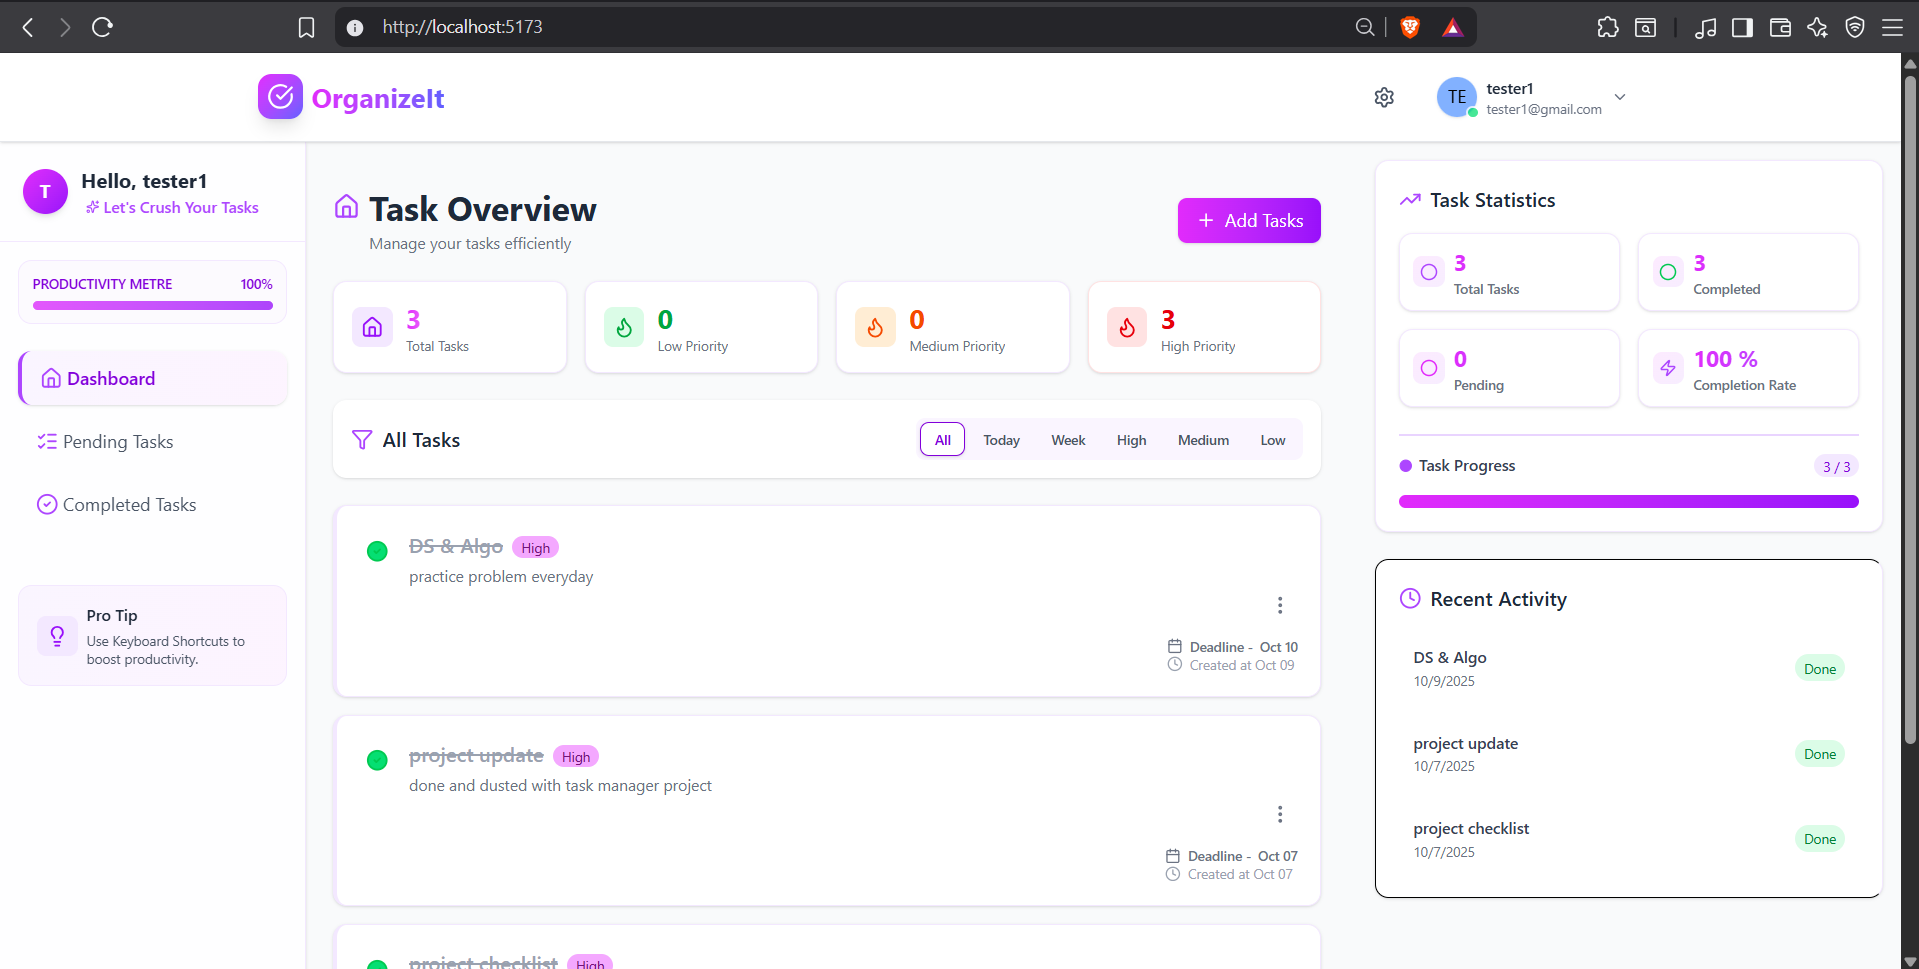 http://localhost:5173
OrganizeIt
TE
tester1
tester1@gmail.com
T
Hello, tester1
Let's Crush Your Tasks
PRODUCTIVITY METRE 100%
Dashboard
Pending Tasks
Completed Tasks
Pro Tip
Use Keyboard Shortcuts to
boost productivity.
Task Overview
Manage your tasks efficiently
+ Add Tasks
3
Total Tasks
0
Low Priority
0
Medium Priority
3
High Priority
All Tasks
All Today Week High Medium Low
DS & Algo High
practice problem everyday
Deadline - Oct 10
Created at Oct 09
project update High
done and dusted with task manager project
Deadline - Oct 07
Created at Oct 07
project checklist High
Task Statistics
3
Total Tasks
3
Completed
0
Pending
100 %
Completion Rate
Task Progress 3 / 3
Recent Activity
DS & Algo
10/9/2025
Done
project update
10/7/2025
Done
project checklist
10/7/2025
Done